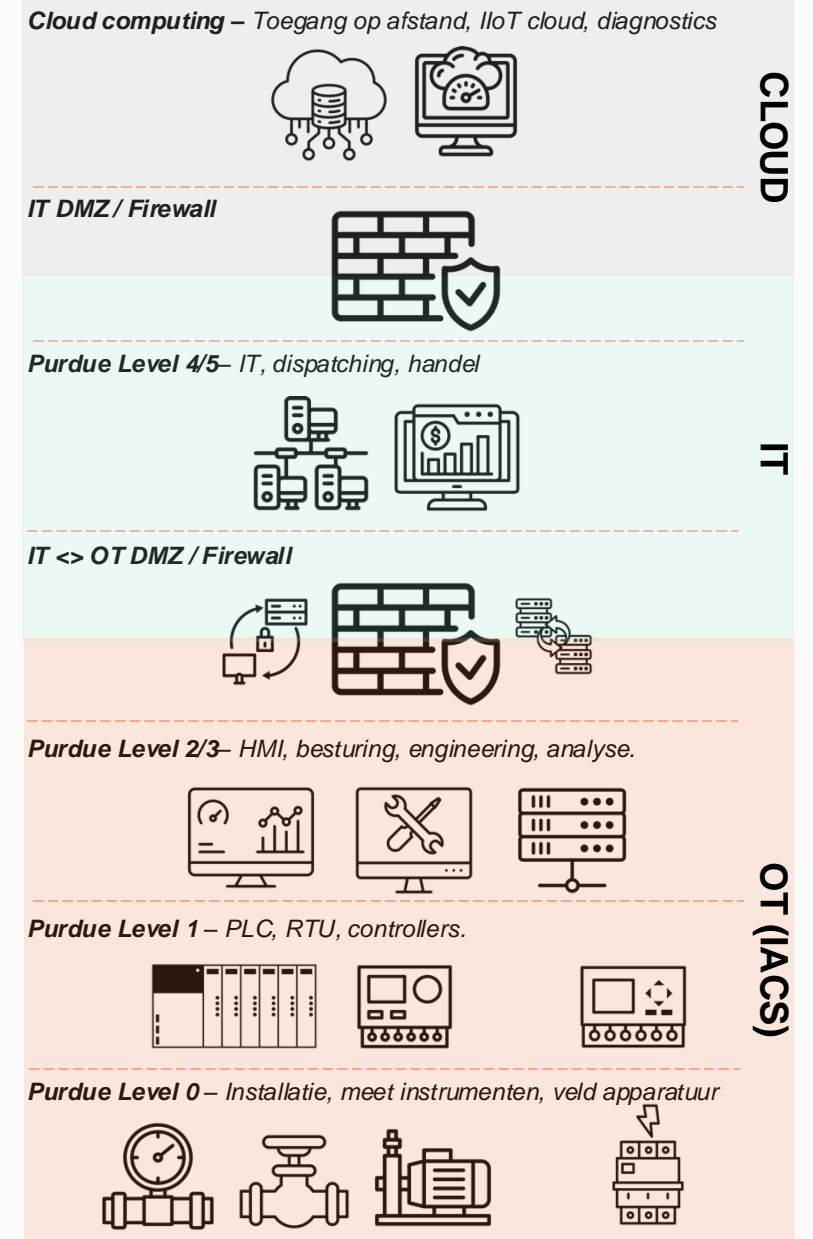 Cloud computing – Toegang op afstand, IIoT cloud, diagnostics
CLOUD
IT DMZ / Firewall
Purdue Level 4/5– IT, dispatching, handel
$
IT
IT <> OT DMZ / Firewall
Purdue Level 2/3– HMI, besturing, engineering, analyse.
OT (IACS)
Purdue Level 1 – PLC, RTU, controllers.
Purdue Level 0 – Installatie, meet instrumenten, veld apparatuur